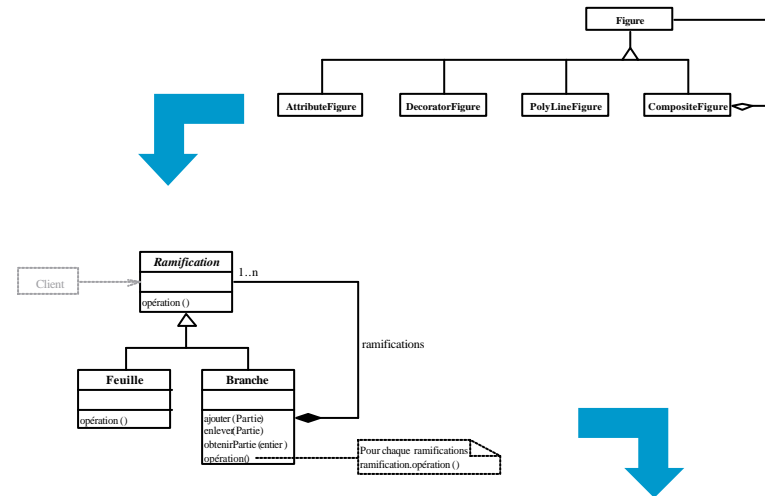 Figure
AttributeFigure DecoratorFigure PolyLineFigure CompositeFigure
Ramification
1..n
Client
opération ()
ramifications
Feuille
opération ()
Branche
ajouter (Partie)
enlever(Partie)
obtenirPartie (entier )
opération()
Pour chaque ramifications
ramification.opération ()